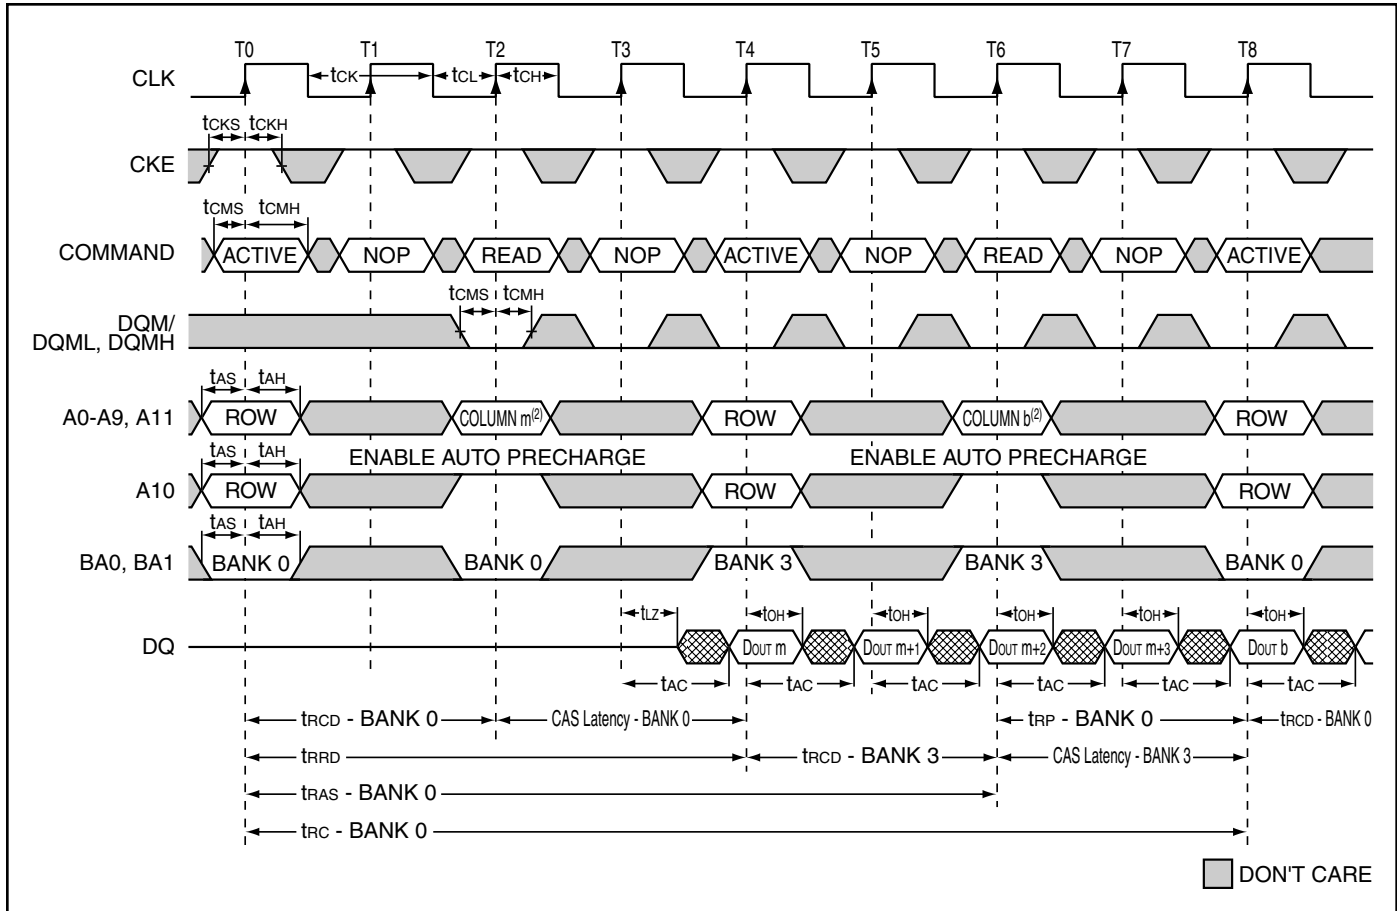 T0 T1 T2 T3 T4 T5 T6 T7 T8
CLK tCK tCL tCH
tCKS tCKH
CKE
tCMS tCMH
COMMAND ACTIVE NOP READ NOP ACTIVE NOP READ NOP ACTIVE
tCMS tCMH
DQM/
DQML, DQMH
tAS tAH
A0-A9, A11 ROW COLUMN m(2) ROW COLUMN b(2) ROW
tAS tAH ENABLE AUTO PRECHARGE ENABLE AUTO PRECHARGE
A10 ROW ROW ROW
tAS tAH
BA0, BA1 BANK 0 BANK 0 BANK 3 BANK 3 BANK 0
tLZ tOH tOH tOH tOH tOH
DQ DOUT m DOUT m+1 DOUT m+2 DOUT m+3 DOUT b
tAC tAC tAC tAC tAC tAC
tRCD - BANK 0 CAS Latency - BANK 0 tRP - BANK 0 tRCD - BANK 0
tRRD tRCD - BANK 3 CAS Latency - BANK 3
tRAS - BANK 0
tRC - BANK 0
DON'T CARE